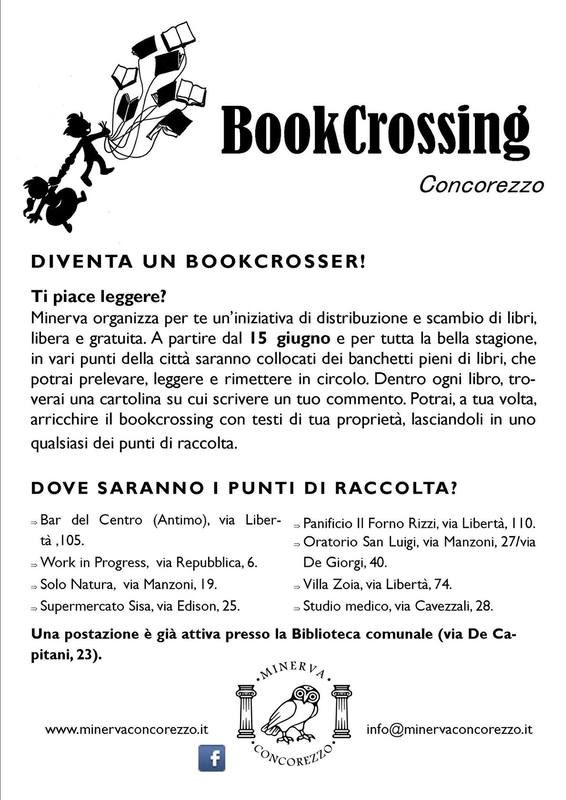 BookCrossing
Concorezzo
DIVENTA UN BOOKCROSSER!
Ti piace leggere?
Minerva organizza per te un'iniziativa di distribuzione e scambio di libri,
libera e gratuita. A partire dal 15 giugno e per tutta la bella stagione,
in vari punti della città saranno collocati dei banchetti pieni di libri, che
potrai prelevare, leggere e rimettere in circolo. Dentro ogni libro, tro-
verai una cartolina su cui scrivere un tuo commento. Potrai, a tua volta,
arricchire il bookcrossing con testi di tua proprietà, lasciandoli in uno
qualsiasi dei punti di raccolta.
DOVE SARANNO I PUNTI DI RACCOLTA?
⇒ Bar del Centro (Antimo), via Liber-
tà ,105.
⇒ Work in Progress, via Repubblica, 6.
⇒ Solo Natura, via Manzoni, 19.
⇒ Supermercato Sisa, via Edison, 25.
⇒ Panificio Il Forno Rizzi, via Libertà, 110.
⇒ Oratorio San Luigi, via Manzoni, 27/via
De Giorgi, 40.
⇒ Villa Zoia, via Libertà, 74.
⇒ Studio medico, via Cavezzali, 28.
Una postazione è già attiva presso la Biblioteca comunale (via De Ca-
pitani, 23).
• MINERVA •
CONCOREZZO
www.minervaconcorezzo.it
info@minervaconcorezzo.it
f